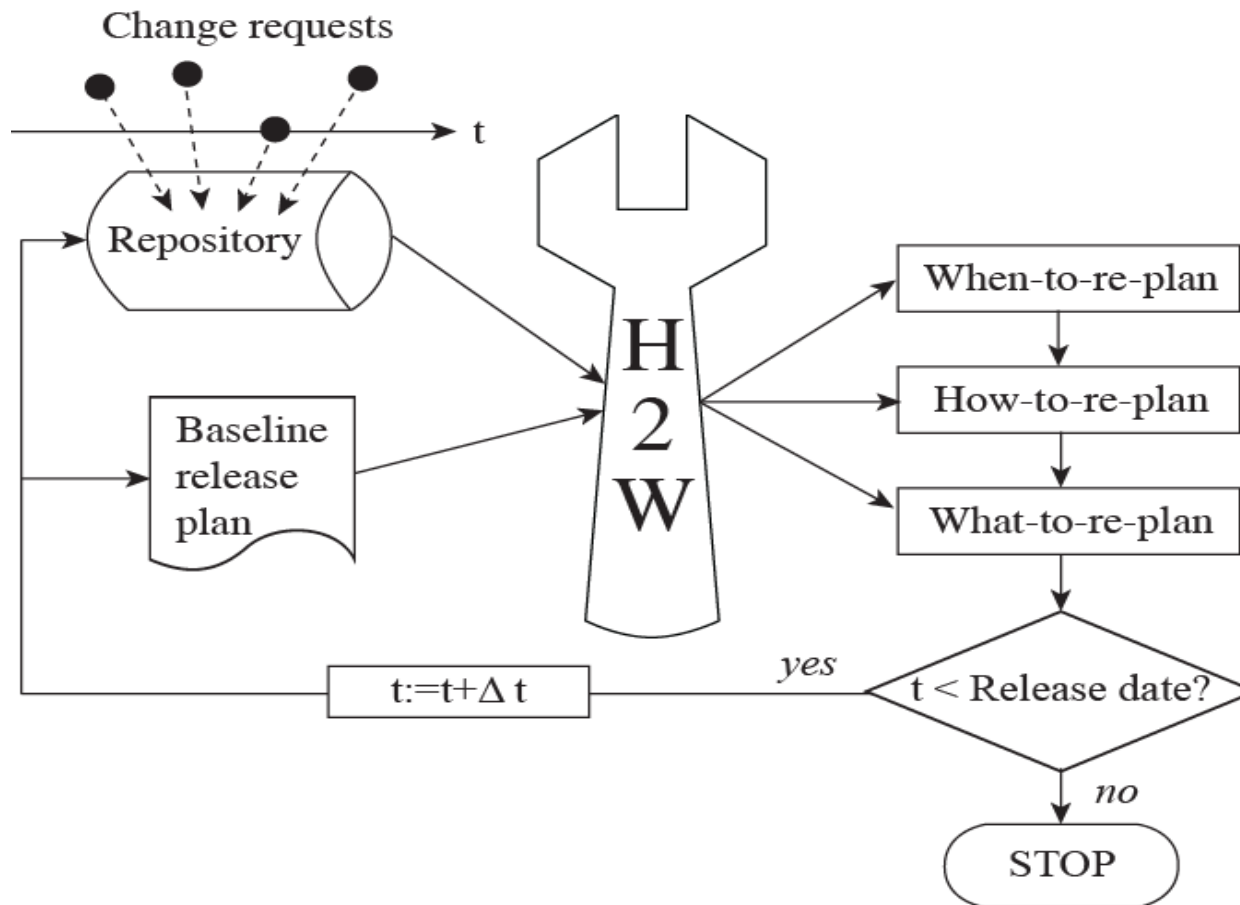 Change requests
t
Repository
Baseline
release
plan
H
2
W
When-to-re-plan
How-to-re-plan
What-to-re-plan
t < Release date?
yes
t:=t+Δ t
no
STOP